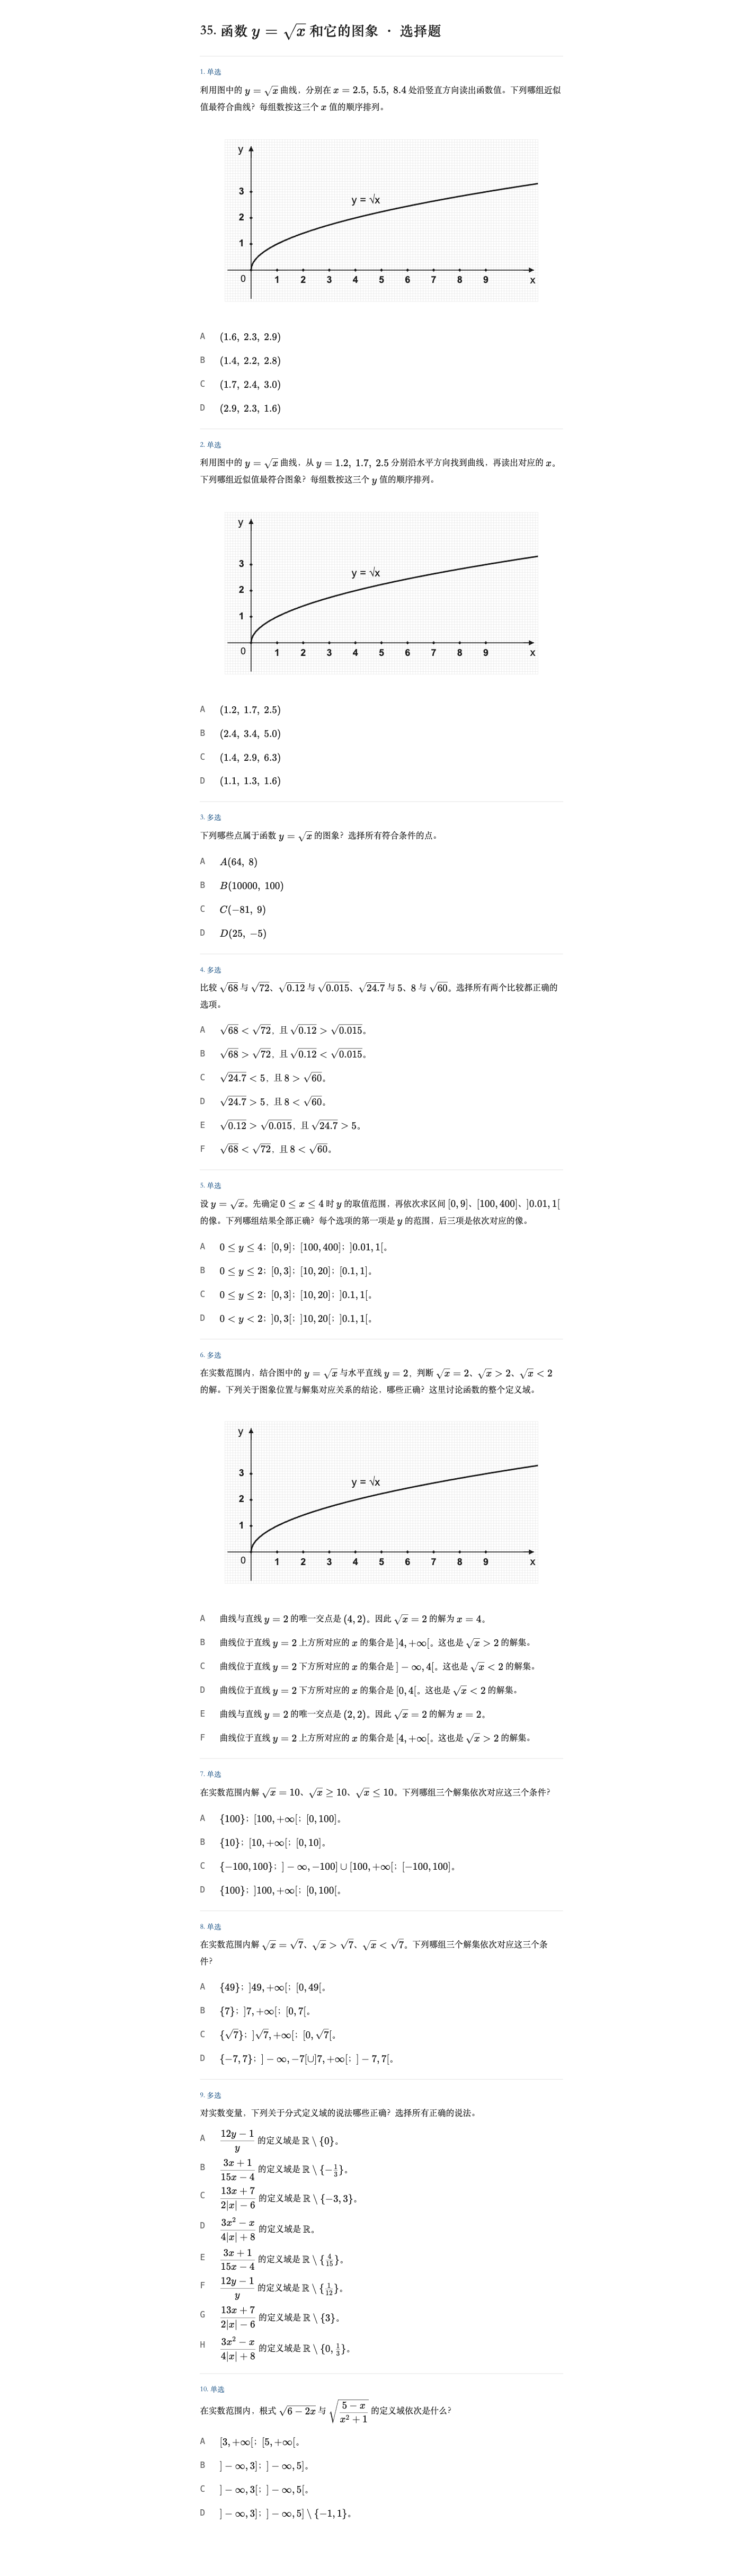 35. 函数 y = √x 和它的图象 · 选择题
1. 单选
利用图中的 y = √x 曲线，分别在 x = 2.5, 5.5, 8.4 处沿竖直方向读出函数值。下列哪组近似
值最符合曲线？每组数按这三个 x 值的顺序排列。
y
3
y = √x
2
1
0 1 2 3 4 5 6 7 8 9 x
A (1.6, 2.3, 2.9)
B (1.4, 2.2, 2.8)
C (1.7, 2.4, 3.0)
D (2.9, 2.3, 1.6)
2. 单选
利用图中的 y = √x 曲线，从 y = 1.2, 1.7, 2.5 分别沿水平方向找到曲线，再读出对应的 x。
下列哪组近似值最符合图象？每组数按这三个 y 值的顺序排列。
y
3
y = √x
2
1
0 1 2 3 4 5 6 7 8 9 x
A (1.2, 1.7, 2.5)
B (2.4, 3.4, 5.0)
C (1.4, 2.9, 6.3)
D (1.1, 1.3, 1.6)
3. 多选
下列哪些点属于函数 y = √x 的图象？选择所有符合条件的点。
A A(64, 8)
B B(10000, 100)
C C(−81, 9)
D D(25, −5)
4. 多选
比较 √68 与 √72、√0.12 与 √0.015、√24.7 与 5、8 与 √60。选择所有两个比较都正确的
选项。
A √68 < √72，且 √0.12 > √0.015。
B √68 > √72，且 √0.12 < √0.015。
C √24.7 < 5，且 8 > √60。
D √24.7 > 5，且 8 < √60。
E √0.12 > √0.015，且 √24.7 > 5。
F √68 < √72，且 8 < √60。
5. 单选
设 y = √x。先确定 0 ≤ x ≤ 4 时 y 的取值范围，再依次求区间 [0, 9]、[100, 400]、]0.01, 1[
的像。下列哪组结果全部正确？每个选项的第一项是 y 的范围，后三项是依次对应的像。
A 0 ≤ y ≤ 4；[0, 9]；[100, 400]；]0.01, 1[。
B 0 ≤ y ≤ 2；[0, 3]；[10, 20]；[0.1, 1]。
C 0 ≤ y ≤ 2；[0, 3]；[10, 20]；]0.1, 1[。
D 0 < y < 2；]0, 3[；]10, 20[；]0.1, 1[。
6. 多选
在实数范围内，结合图中的 y = √x 与水平直线 y = 2，判断 √x = 2、√x > 2、√x < 2
的解。下列关于图象位置与解集对应关系的结论，哪些正确？这里讨论函数的整个定义域。
y
3
y = √x
2
1
0 1 2 3 4 5 6 7 8 9 x
A 曲线与直线 y = 2 的唯一交点是 (4, 2)。因此 √x = 2 的解为 x = 4。
B 曲线位于直线 y = 2 上方所对应的 x 的集合是 ]4, +∞[。这也是 √x > 2 的解集。
C 曲线位于直线 y = 2 下方所对应的 x 的集合是 ] − ∞, 4[。这也是 √x < 2 的解集。
D 曲线位于直线 y = 2 下方所对应的 x 的集合是 [0, 4[。这也是 √x < 2 的解集。
E 曲线与直线 y = 2 的唯一交点是 (2, 2)。因此 √x = 2 的解为 x = 2。
F 曲线位于直线 y = 2 上方所对应的 x 的集合是 [4, +∞[。这也是 √x > 2 的解集。
7. 单选
在实数范围内解 √x = 10、√x ≥ 10、√x ≤ 10。下列哪组三个解集依次对应这三个条件？
A {100}；[100, +∞[；[0, 100]。
B {10}；[10, +∞[；[0, 10]。
C {−100, 100}；] − ∞, −100] ∪ [100, +∞[；[−100, 100]。
D {100}；]100, +∞[；[0, 100[。
8. 单选
在实数范围内解 √x = √7、√x > √7、√x < √7。下列哪组三个解集依次对应这三个条
件？
A {49}；]49, +∞[；[0, 49[。
B {7}；]7, +∞[；[0, 7[。
C {√7}；]√7, +∞[；[0, √7[。
D {−7, 7}；] − ∞, −7[∪]7, +∞[；] − 7, 7[。
9. 多选
对实数变量，下列关于分式定义域的说法哪些正确？选择所有正确的说法。
A (12y − 1)/y 的定义域是 ℝ \ {0}。
B (3x + 1)/(15x − 4) 的定义域是 ℝ \ {−1/3}。
C (13x + 7)/(2|x| − 6) 的定义域是 ℝ \ {−3, 3}。
D (3x² − x)/(4|x| + 8) 的定义域是 ℝ。
E (3x + 1)/(15x − 4) 的定义域是 ℝ \ {4/15}。
F (12y − 1)/y 的定义域是 ℝ \ {1/12}。
G (13x + 7)/(2|x| − 6) 的定义域是 ℝ \ {3}。
H (3x² − x)/(4|x| + 8) 的定义域是 ℝ \ {0, 1/3}。
10. 单选
在实数范围内，根式 √(6 − 2x) 与 √((5 − x)/(x² + 1)) 的定义域依次是什么？
A [3, +∞[；[5, +∞[。
B ] − ∞, 3]；] − ∞, 5]。
C ] − ∞, 3[；] − ∞, 5[。
D ] − ∞, 3]；] − ∞, 5] \ {−1, 1}。